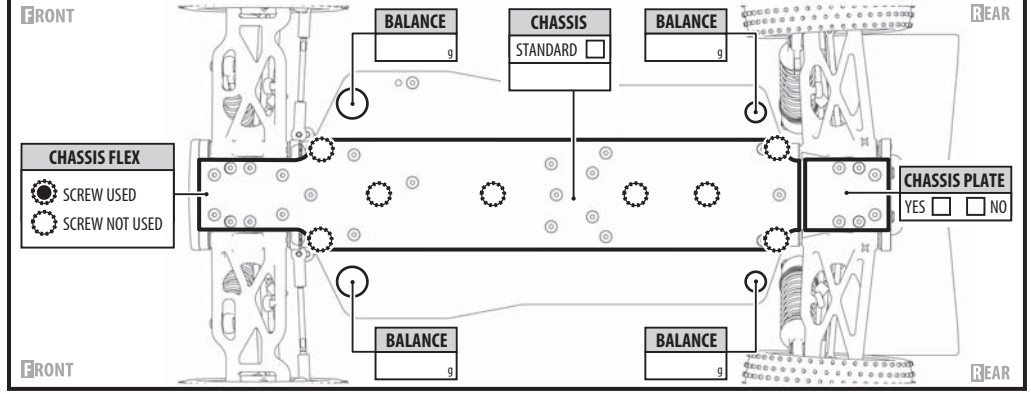 FRONT
BALANCE
g
CHASSIS
STANDARD
BALANCE
g
REAR
CHASSIS FLEX
SCREW USED
SCREW NOT USED
CHASSIS PLATE
YES NO
BALANCE
g
BALANCE
g
FRONT
REAR